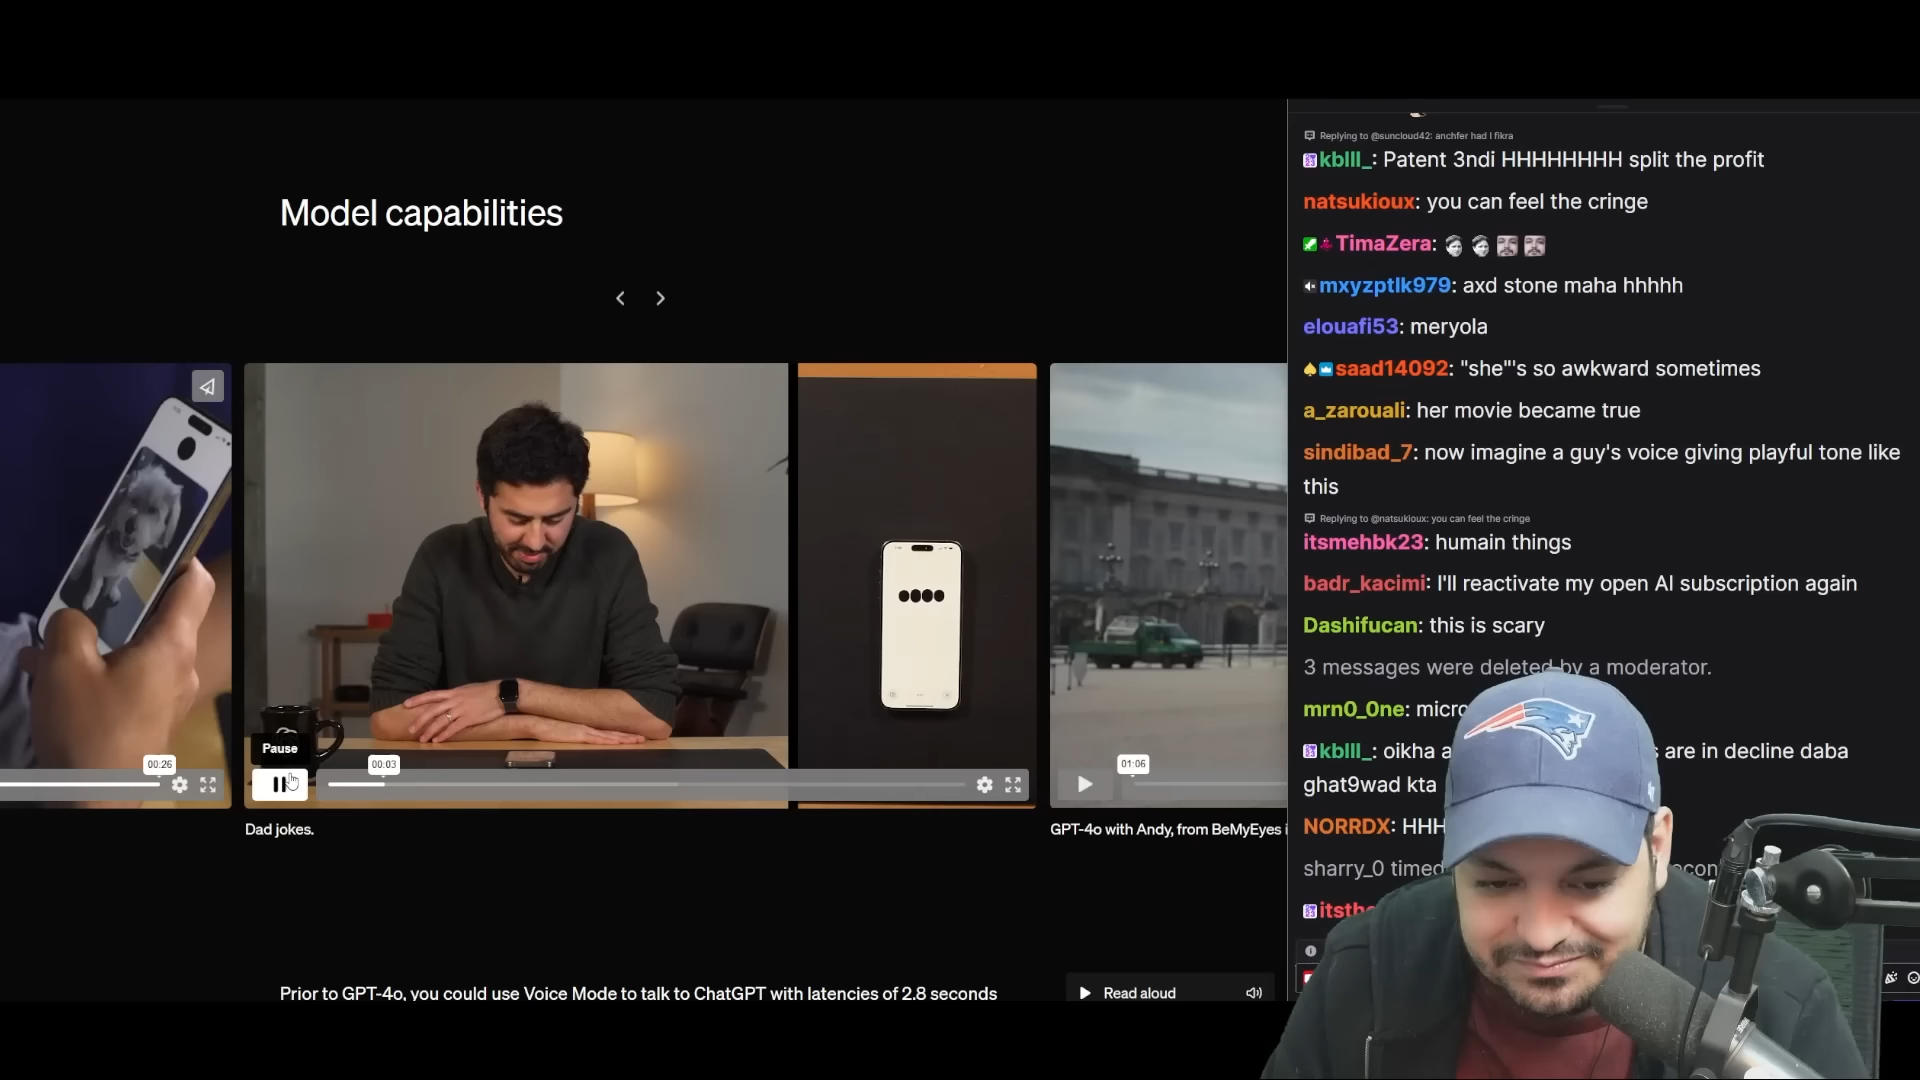 Model capabilities
Pause
00:26
00:03
01:06
Dad jokes.
GPT-4o with Andy, from BeMyEyes
Prior to GPT-4o, you could use Voice Mode to talk to ChatGPT with latencies of 2.8 seconds
Read aloud
Replying to @suncloud42: anchfer had l fikra
kblll_: Patent 3ndi HHHHHHHH split the profit
natsukioux: you can feel the cringe
TimaZera:
mxyzptlk979: axd stone maha hhhhh
elouafi53: meryola
saad14092: "she"'s so awkward sometimes
a_zarouali: her movie became true
sindibad_7: now imagine a guy's voice giving playful tone like
this
Replying to @natsukioux: you can feel the cringe
itsmehbk23: humain things
badr_kacimi: I'll reactivate my open AI subscription again
Dashifucan: this is scary
3 messages were deleted by a moderator.
mrn0_0ne:
kblll_: oikha are in decline daba
ghat9wad kta
NORRDX: HHH
sharry_0 timed